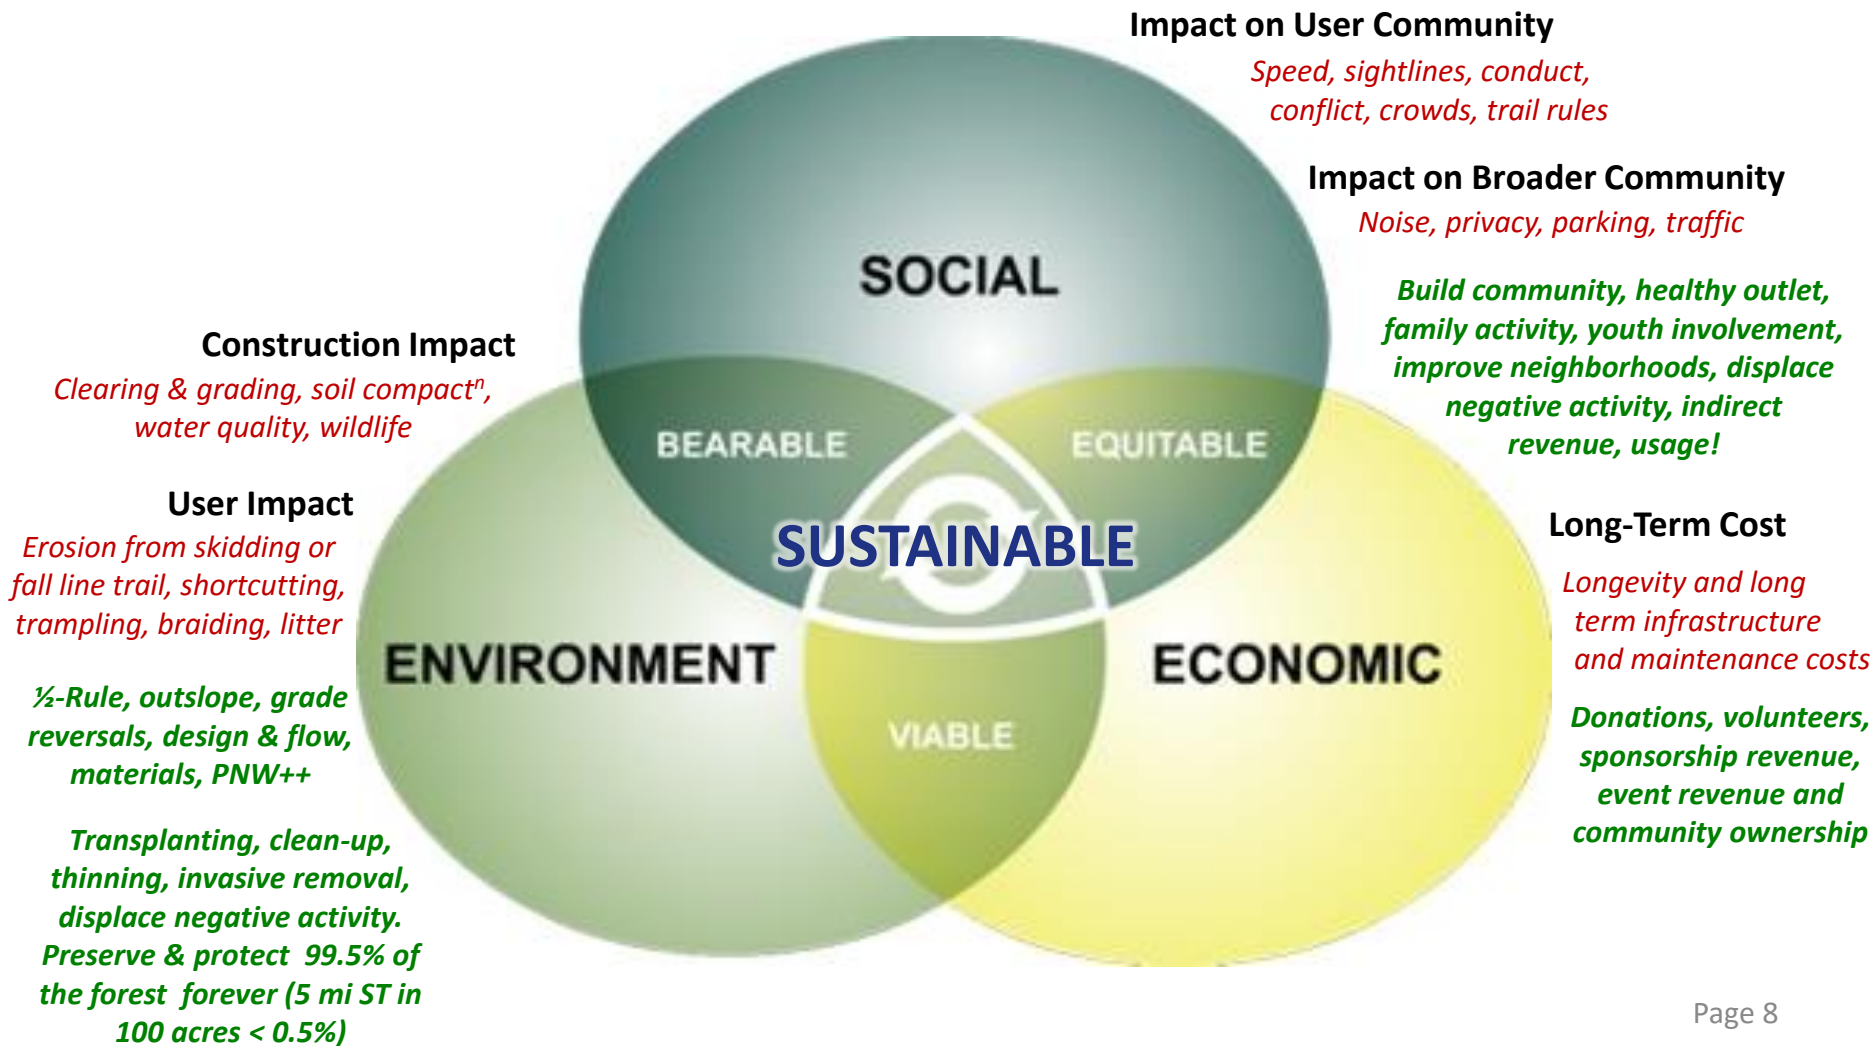 Impact on User Community
Speed, sightlines, conduct,
conflict, crowds, trail rules
Impact on Broader Community
Noise, privacy, parking, traffic
Build community, healthy outlet,
family activity, youth involvement,
improve neighborhoods, displace
negative activity, indirect
revenue, usage!
SOCIAL
Construction Impact
Clearing & grading, soil compactⁿ,
water quality, wildlife
BEARABLE
EQUITABLE
User Impact
Erosion from skidding or
fall line trail, shortcutting,
trampling, braiding, litter
½-Rule, outslope, grade
reversals, design & flow,
materials, PNW++
Transplanting, clean-up,
thinning, invasive removal,
displace negative activity.
Preserve & protect 99.5% of
the forest forever (5 mi ST in
100 acres < 0.5%)
SUSTAINABLE
ENVIRONMENT
ECONOMIC
VIABLE
Long-Term Cost
Longevity and long
term infrastructure
and maintenance costs
Donations, volunteers,
sponsorship revenue,
event revenue and
community ownership
Page 8